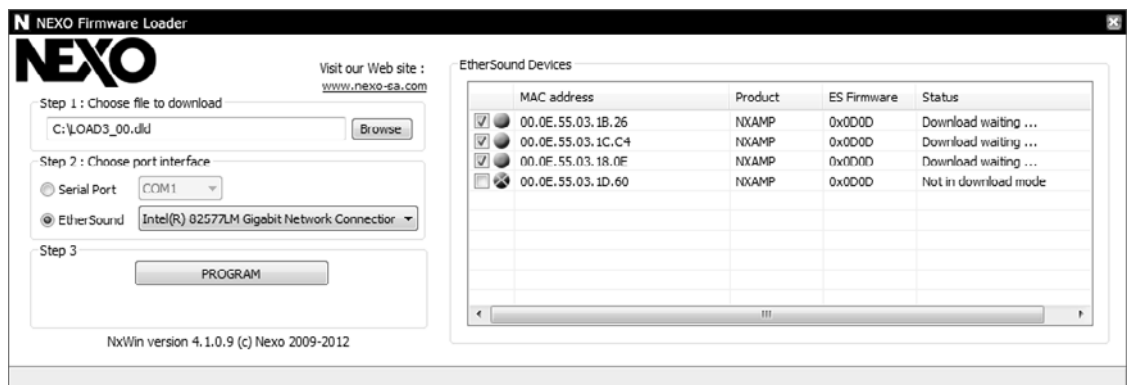 N NEXO Firmware Loader
NEXO
Visit our Web site :
www.nexo-sa.com
Step 1 : Choose file to download
C:\LOAD3_00.dld
Browse
Step 2 : Choose port interface
Serial Port
COM1
EtherSound
Intel(R) 82577LM Gigabit Network Connectior
Step 3
PROGRAM
NxWin version 4.1.0.9 (c) Nexo 2009-2012
EtherSound Devices
MAC address Product ES Firmware Status
00.0E.55.03.1B.26 NXAMP 0x0D0D Download waiting ...
00.0E.55.03.1C.C4 NXAMP 0x0D0D Download waiting ...
00.0E.55.03.18.0E NXAMP 0x0D0D Download waiting ...
00.0E.55.03.1D.60 NXAMP 0x0D0D Not in download mode